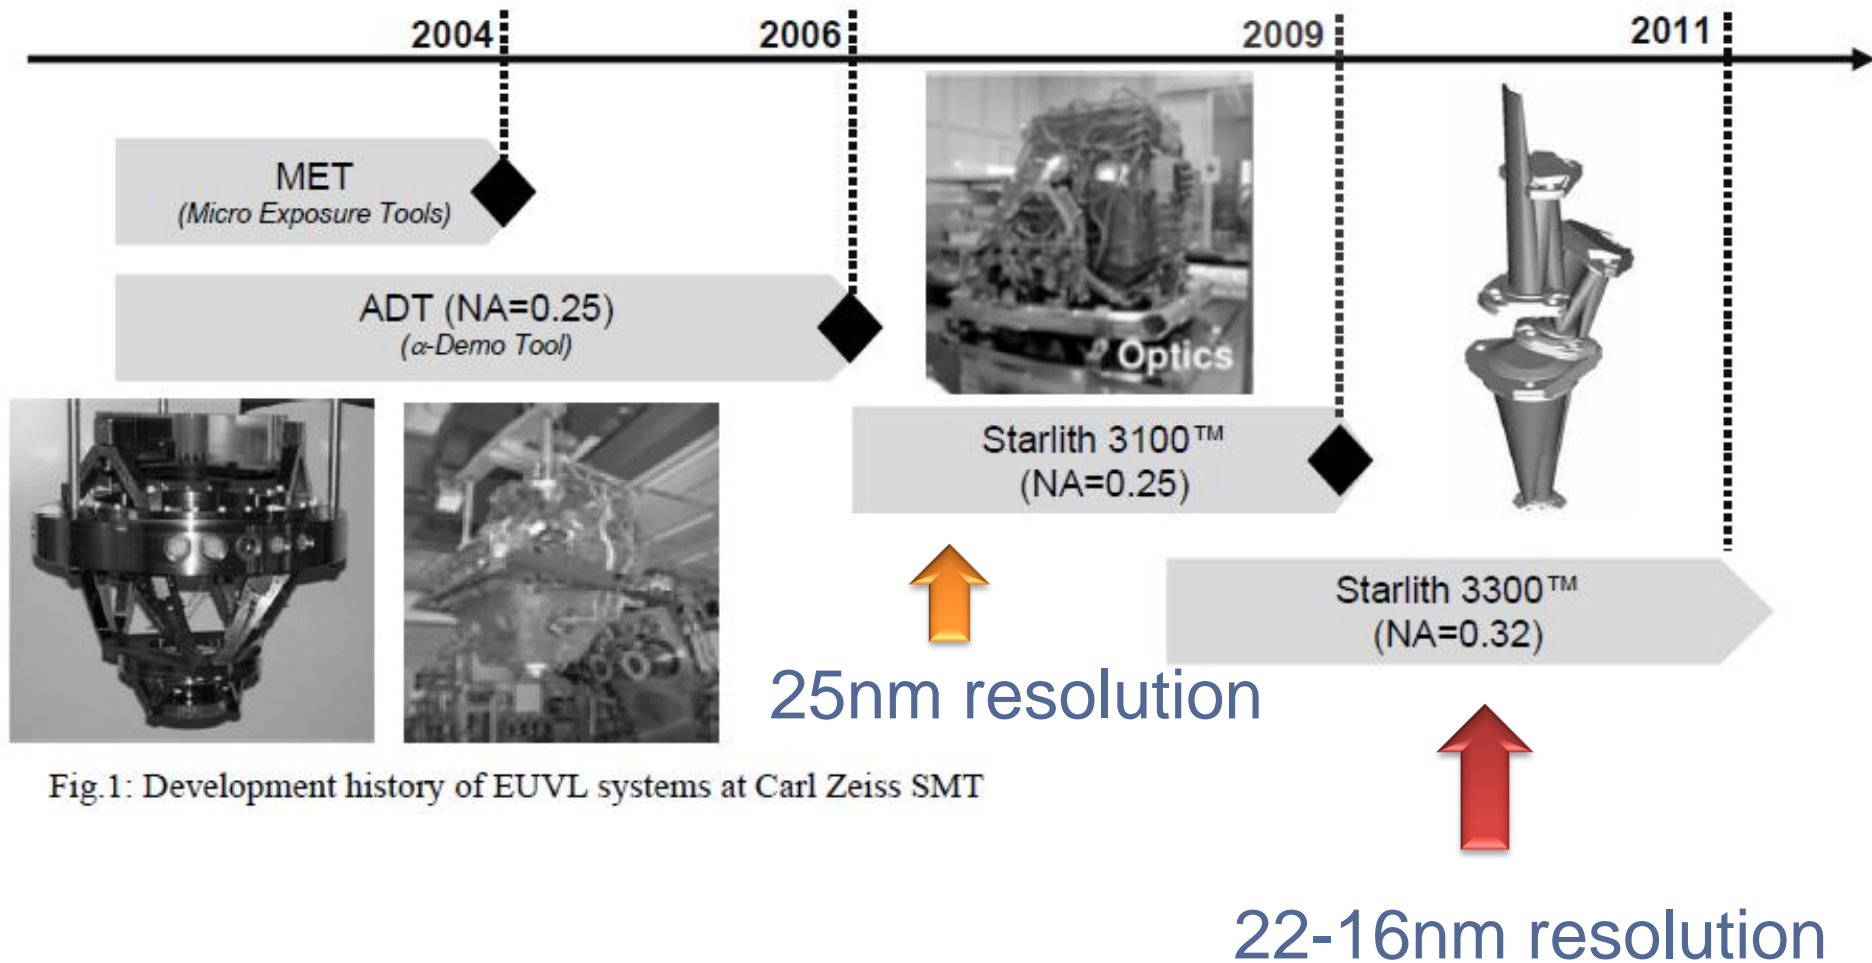 2004
2006
2009
2011
MET
(Micro Exposure Tools)
ADT (NA=0.25)
(α-Demo Tool)
Optics
Starlith 3100™
(NA=0.25)
Starlith 3300™
(NA=0.32)
25nm resolution
Fig.1: Development history of EUVL systems at Carl Zeiss SMT
22-16nm resolution